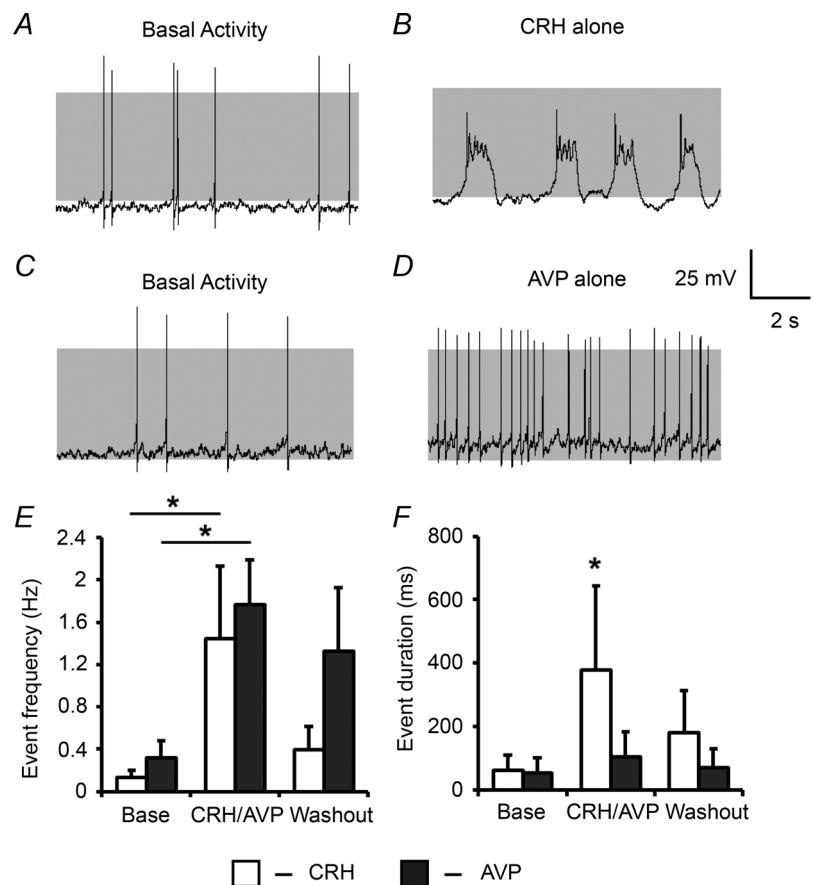 A
Basal Activity
B
CRH alone
C
Basal Activity
D
AVP alone
25 mV
2 s
E
*
*
Event frequency (Hz)
2.4
2
1.6
1.2
0.8
0.4
0
Base
CRH/AVP
Washout
F
*
Event duration (ms)
800
600
400
200
0
Base
CRH/AVP
Washout
– CRH
– AVP